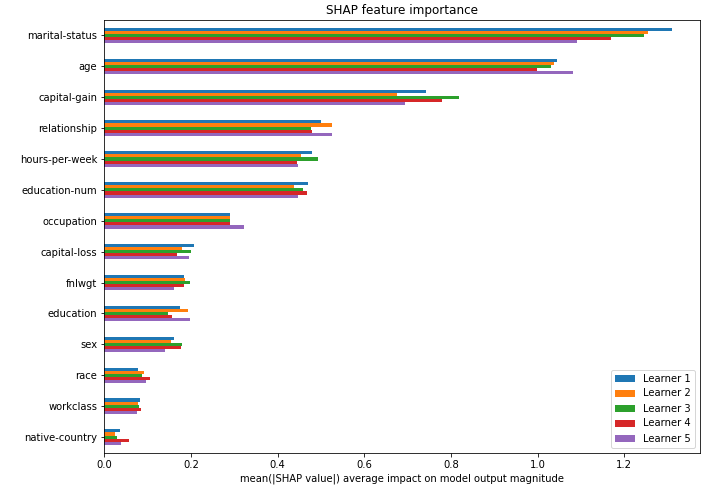 SHAP feature importance
marital-status
age
capital-gain
relationship
hours-per-week
education-num
occupation
capital-loss
fnlwgt
education
sex
race
workclass
native-country
Learner 1
Learner 2
Learner 3
Learner 4
Learner 5
0.0 0.2 0.4 0.6 0.8 1.0 1.2
mean(|SHAP value|) average impact on model output magnitude